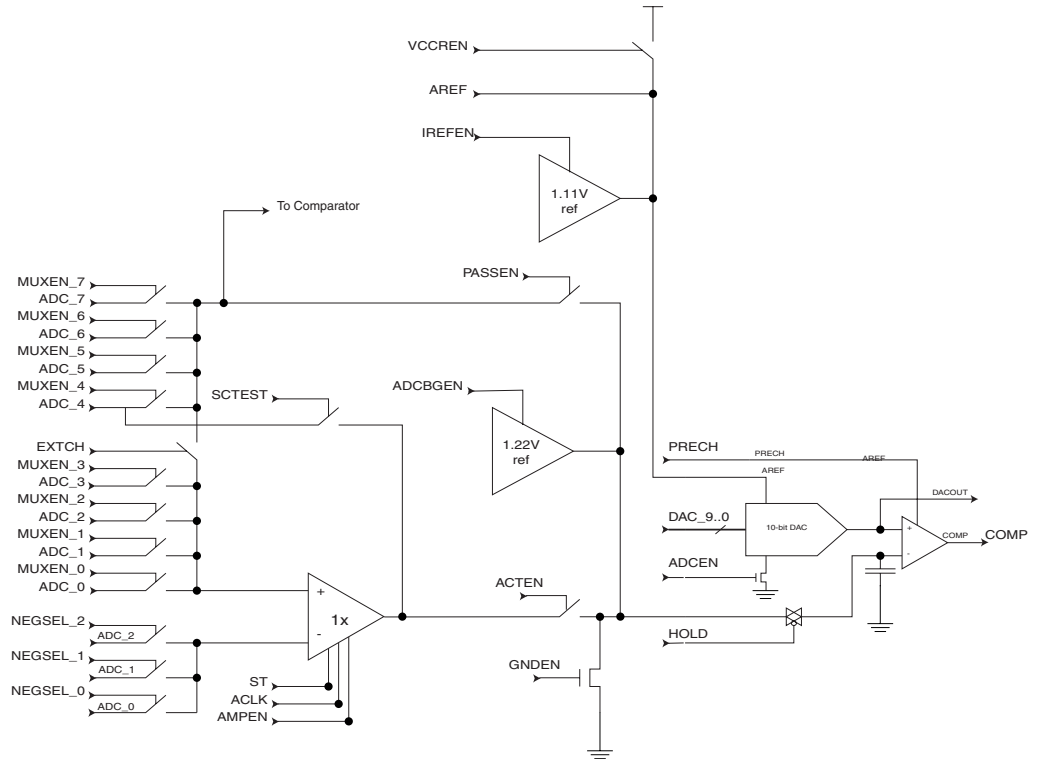 VCCREN
AREF
IREFEN
1.11V
ref
To Comparator
PASSEN
MUXEN_7
ADC_7
MUXEN_6
ADC_6
MUXEN_5
ADC_5
MUXEN_4
ADC_4
SCTEST
ADCBGEN
1.22V
ref
EXTCH
MUXEN_3
ADC_3
MUXEN_2
ADC_2
MUXEN_1
ADC_1
MUXEN_0
ADC_0
PRECH
PRECH
AREF
AREF
DACOUT
DAC_9..0
10-bit DAC
+
-
COMP
COMP
ADCEN
ACTEN
HOLD
GNDEN
+
1x
-
NEGSEL_2
ADC_2
NEGSEL_1
ADC_1
NEGSEL_0
ADC_0
ST
ACLK
AMPEN